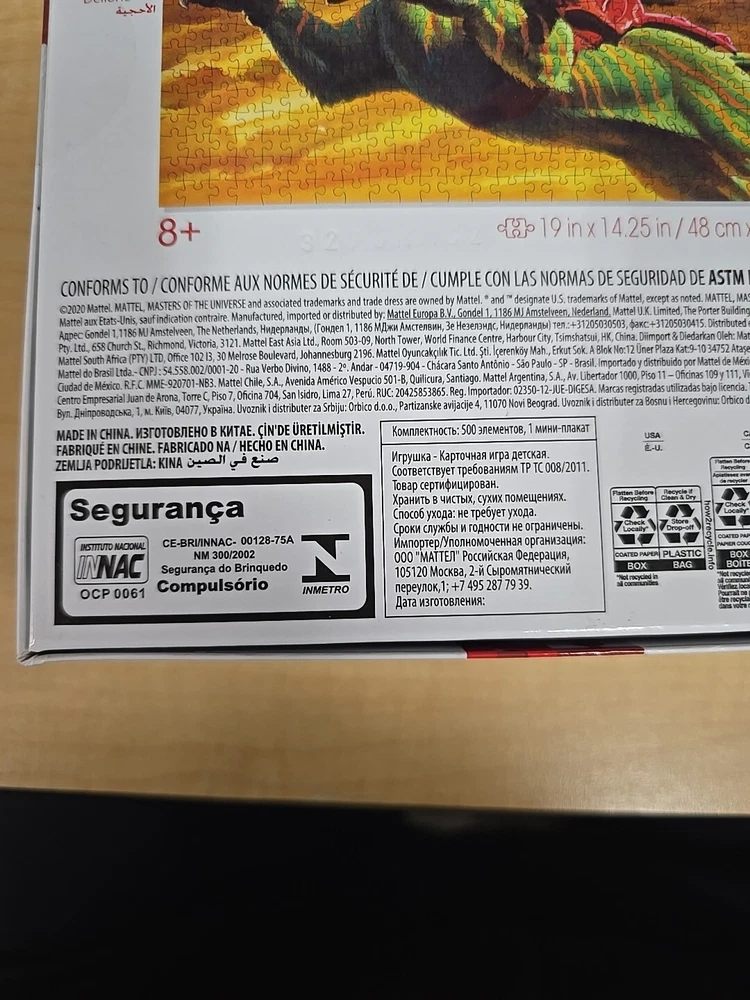 الأجنبية
8+
19 in x 14.25 in / 48 cm x
CONFORMS TO / CONFORME AUX NORMES DE SÉCURITÉ DE / CUMPLE CON LAS NORMAS DE SEGURIDAD DE ASTM
©2020 Mattel. MATTEL, MASTERS OF THE UNIVERSE and associated trademarks and trade dress are owned by Mattel. ® and ™ designate U.S. trademarks of Mattel, except as noted. MATTEL,
Mattel aux Etats-Unis, sauf indication contraire. Manufactured, imported or distributed by: Mattel Europa B.V., Gondel 1, 1186 MJ Amstelveen, Nederland. Mattel U.K. Limited, The Porter Building
Адрес: Gondel 1,1186 MJ Amstelveen, The Netherlands, Нидерланды, (Гондел 1, 1186 МДжи Амстелвин, Зе Незелэндс, Нидерланды) тел.:+31205030503, факс:+31205030415. Distributed
Pty. Ltd., 658 Church St., Richmond, Victoria, 3121. Mattel East Asia Ltd., Room 503-09, North Tower, World Finance Centre, Harbour City, Tsimshatsui, HK, China. Diimport & Diedarkan Oleh:
Mattel South Africa (PTY) LTD, Office 102 I3, 30 Melrose Boulevard, Johannesburg 2196. Mattel Oyuncakçılık Tic. Ltd. Şti. İçerenköy Mah., Erkut Sok. A Blok No:12 Üner Plaza Kat:9-10 34752
Mattel do Brasil Ltda.- CNPJ : 54.558.002/0001-20 - Rua Verbo Divino, 1488 - 2º. Andar - 04719-904 - Chácara Santo Antônio - São Paulo - SP - Brasil. Importado y distribuido por Mattel de
Ciudad de México. R.F.C. MME-920701-NB3. Mattel Chile, S.A., Avenida Américo Vespucio 501-B, Quilicura, Santiago. Mattel Argentina, S.A., Av. Libertador 1000, Piso 11 – Oficinas 109 y 111,
Centro Empresarial Juan de Arona, Torre C, Piso 7, Oficina 704, San Isidro, Lima 27, Perú. RUC: 20425853865. Reg. Importador: 02350-12-JUE-DIGESA. Marcas registradas utilizadas bajo licencia.
Вул. Дніпроводська, 1, м. Київ, 04077, Україна. Uvoznik i distributer za Srbiju: Orbico d.o.o., Partizanske avijacije 4, 11070 Novi Beograd. Uvoznik i distributer za Bosnu i Hercegovinu: Orbico
MADE IN CHINA. ИЗГОТОВЛЕНО В КИТАЕ. ÇİN'DE ÜRETİLMİŞTİR.
FABRIQUÉ EN CHINE. FABRICADO NA / HECHO EN CHINA.
ZEMLJA PODRIJETLA: KINA صنع في الصين
Segurança
INSTITUTO NACIONAL
INNAC
OCP 0061
CE-BRI/INNAC- 00128-75A
NM 300/2002
Segurança do Brinquedo
Compulsório
INMETRO
Комплектность: 500 элементов, 1 мини-плакат
Игрушка - Карточная игра детская.
Соответствует требованиям ТР ТС 008/2011.
Товар сертифицирован.
Хранить в чистых, сухих помещениях.
Способ ухода: не требует ухода.
Сроки службы и годности не ограничены.
Импортер/Уполномоченная организация:
ООО "МАТТЕЛ" Российская Федерация,
105120 Москва, 2-й Сыромятнический
переулок,1; +7 495 287 79 39.
Дата изготовления:
USA
É.-U.
Flatten Before Recycling
Check Locally*
COATED PAPER
BOX
*Not recycled in all communities
Recycle if Clean & Dry
Store Drop-off
PLASTIC
BAG
how2recycle.info
Flatten Before
Recycling
Check
Locally*
BOX
BOÎTE